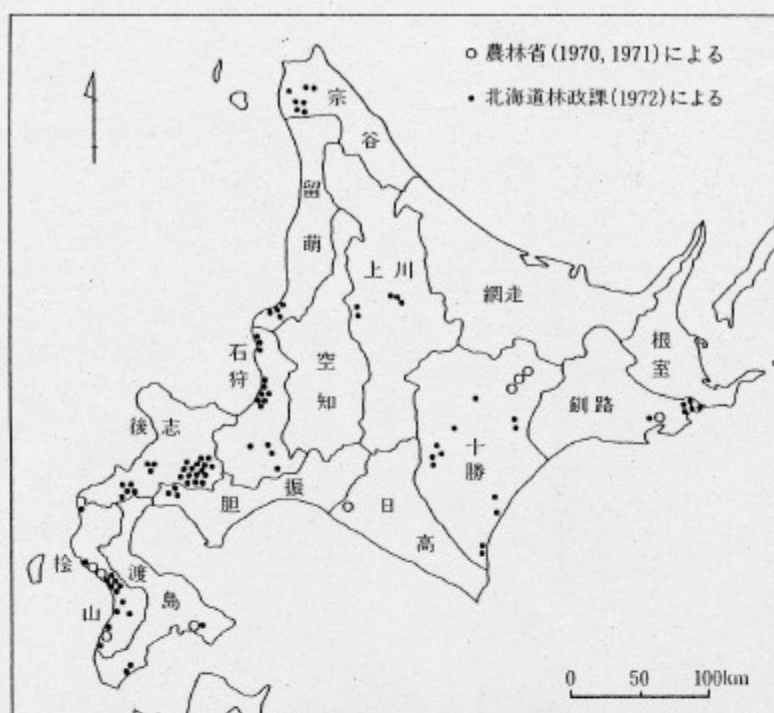 ○ 農林省(1970, 1971)による
• 北海道林政課(1972)による
宗
谷
留
萌
上川
網走
石
狩
空
知
根
室
釧路
後志
十
勝
胆
振
日
高
桧
山
渡
島
0 50 100km